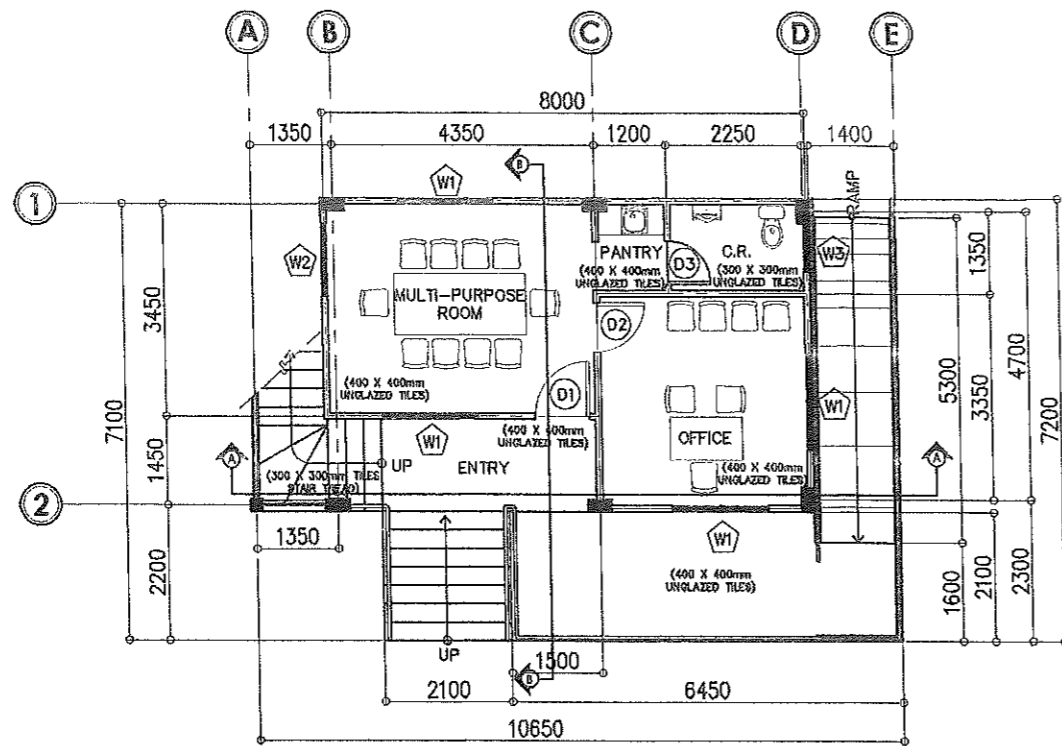 A B C D E
8000
1350 4350 1200 2250 1400
B
W1
1
RAMP
PANTRY
C.R.
D3
W3
W2
(400 X 400mm
UNGLAZED TILES)
(300 X 300mm
UNGLAZED TILES)
MULTI-PURPOSE
ROOM
D2
(400 X 400mm
UNGLAZED TILES)
D1
W1
W1
(400 X 400mm
UNGLAZED TILES)
OFFICE
ENTRY
UP
A
A
(300 X 300mm TILES
STAIR TREAD)
(400 X 400mm
UNGLAZED TILES)
2
W1
(400 X 400mm
UNGLAZED TILES)
UP
3450
1450
2200
7100
1350
3350
4700
5300
7200
1600
2100
2300
1350
1500
B
2100
6450
10650